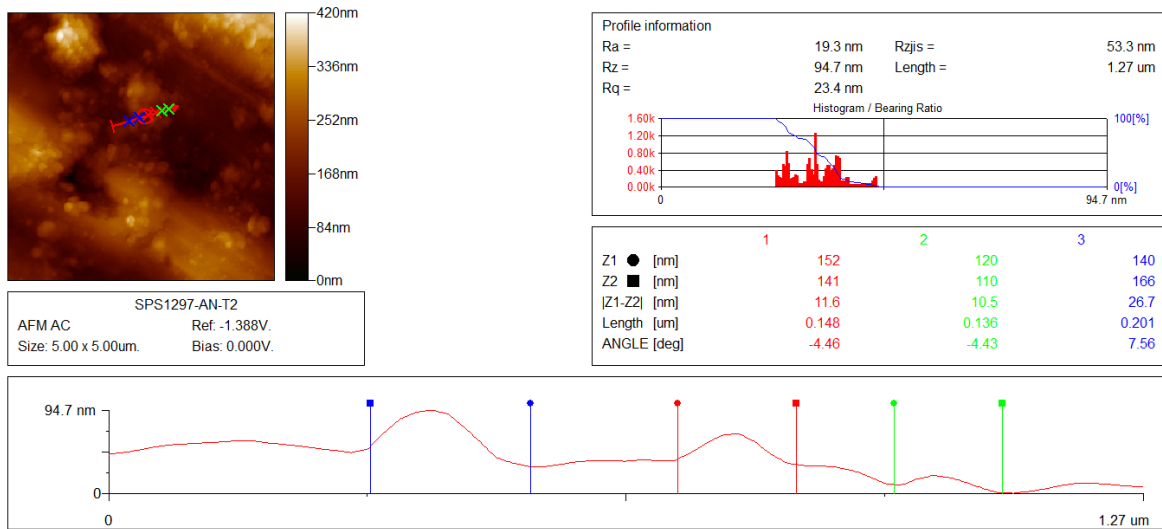 420nm
336nm
252nm
168nm
84nm
0nm
SPS1297-AN-T2
AFM AC Ref: -1.388V.
Size: 5.00 x 5.00um. Bias: 0.000V.
Profile information
Ra = 19.3 nm Rzjis = 53.3 nm
Rz = 94.7 nm Length = 1.27 um
Rq = 23.4 nm
Histogram / Bearing Ratio
1.60k 100[%]
1.20k
0.80k
0.40k
0.00k 0[%]
0 94.7 nm
1 2 3
Z1 [nm] 152 120 140
Z2 [nm] 141 110 166
|Z1-Z2| [nm] 11.6 10.5 26.7
Length [um] 0.148 0.136 0.201
ANGLE [deg] -4.46 -4.43 7.56
94.7 nm
0
0 1.27 um